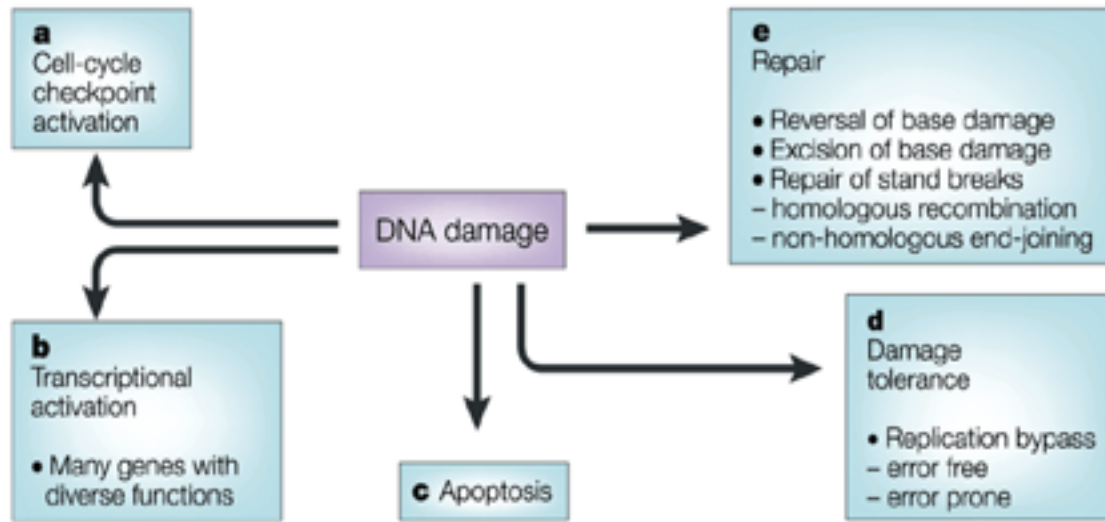 a
Cell-cycle
checkpoint
activation
DNA damage
e
Repair
• Reversal of base damage
• Excision of base damage
• Repair of stand breaks
– homologous recombination
– non-homologous end-joining
b
Transcriptional
activation
• Many genes with
diverse functions
c Apoptosis
d
Damage
tolerance
• Replication bypass
– error free
– error prone